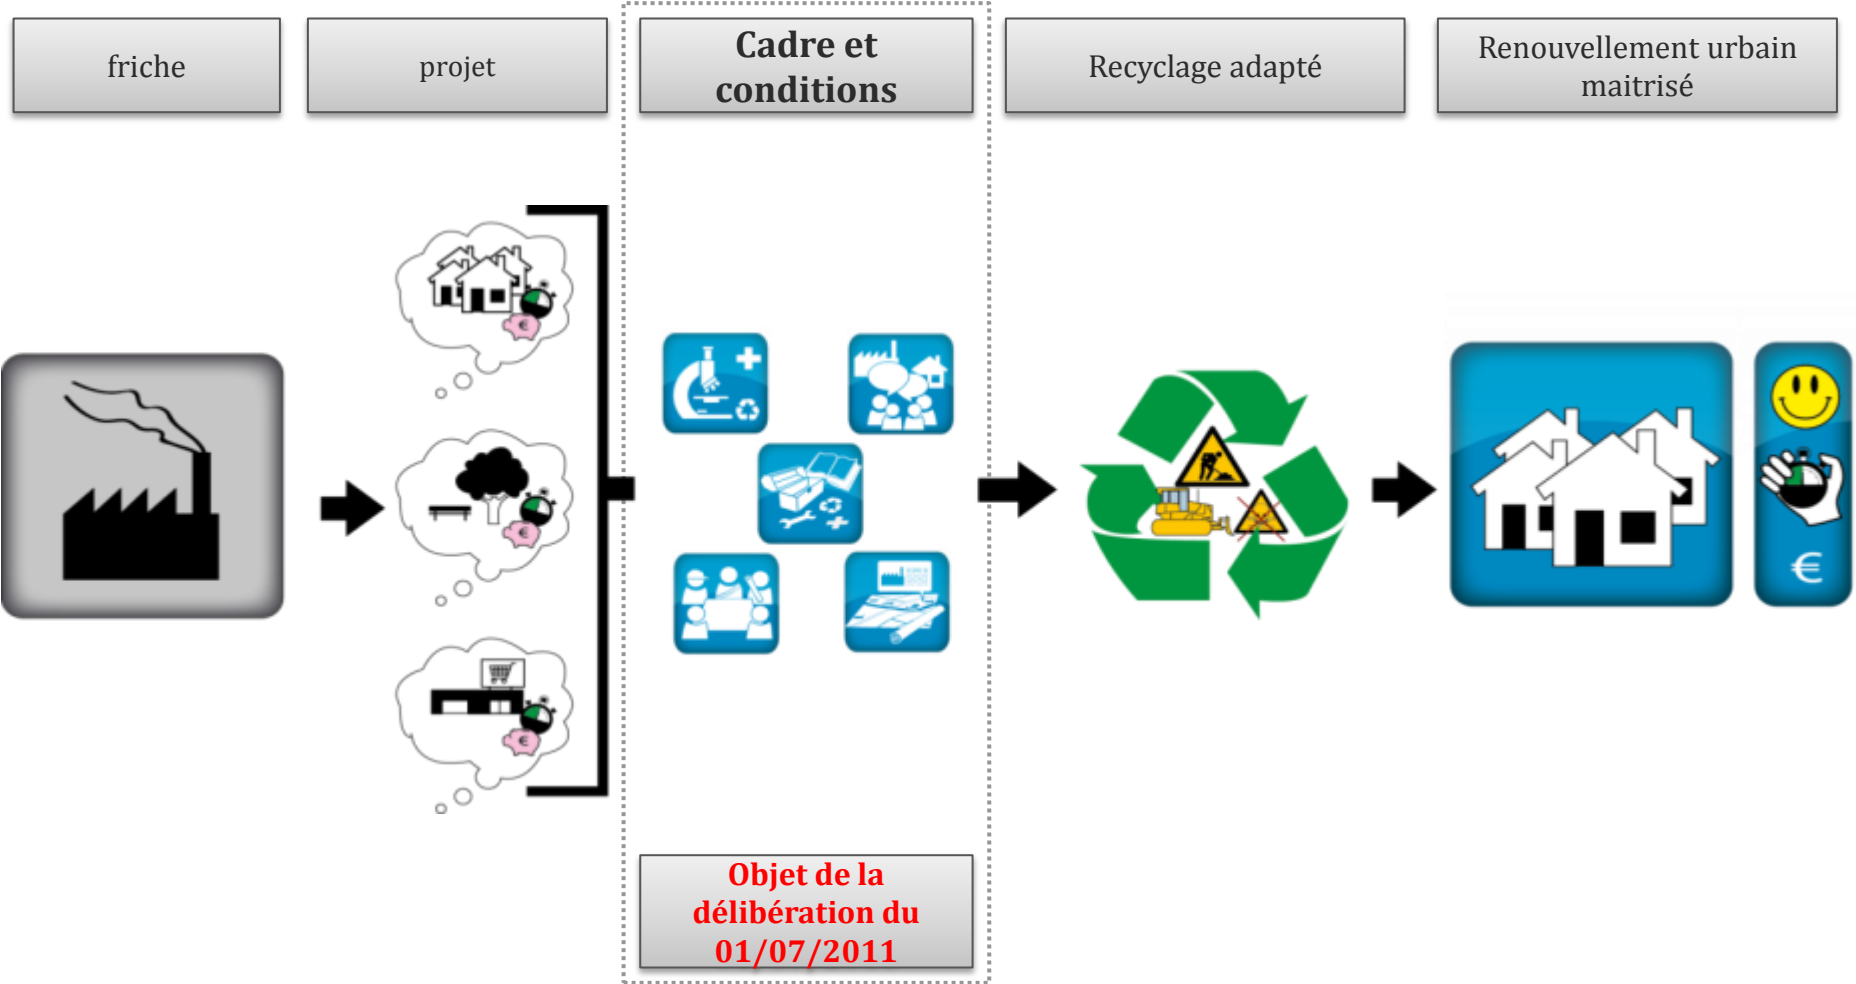 friche
projet
Cadre et
conditions
Recyclage adapté
Renouvellement urbain
maitrisé
€
€
€
€
Objet de la
délibération du
01/07/2011